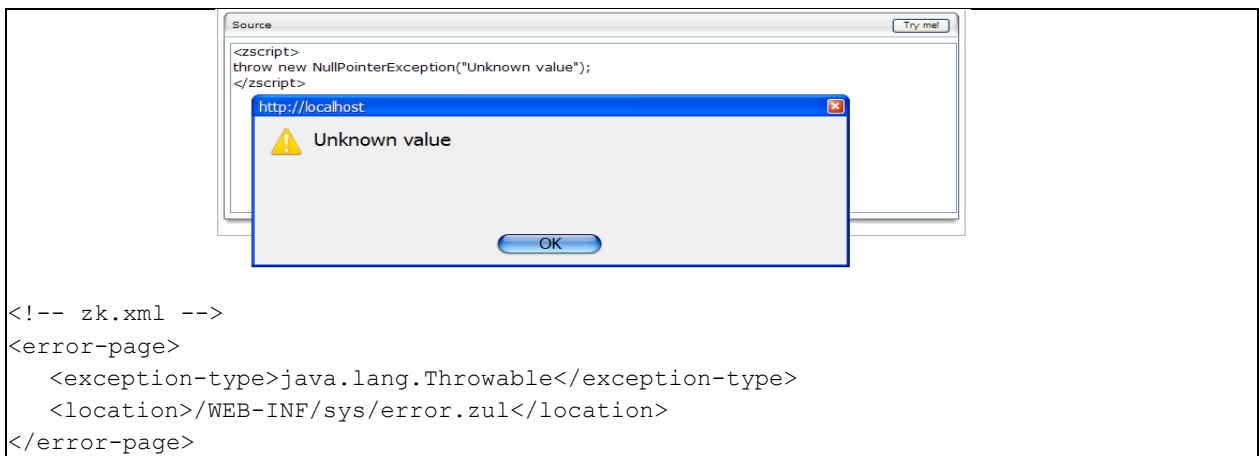 Source Try me!
<zscript>
throw new NullPointerException("Unknown value");
</zscript>
http://localhost
Unknown value
OK
<!-- zk.xml -->
<error-page>
<exception-type>java.lang.Throwable</exception-type>
<location>/WEB-INF/sys/error.zul</location>
</error-page>